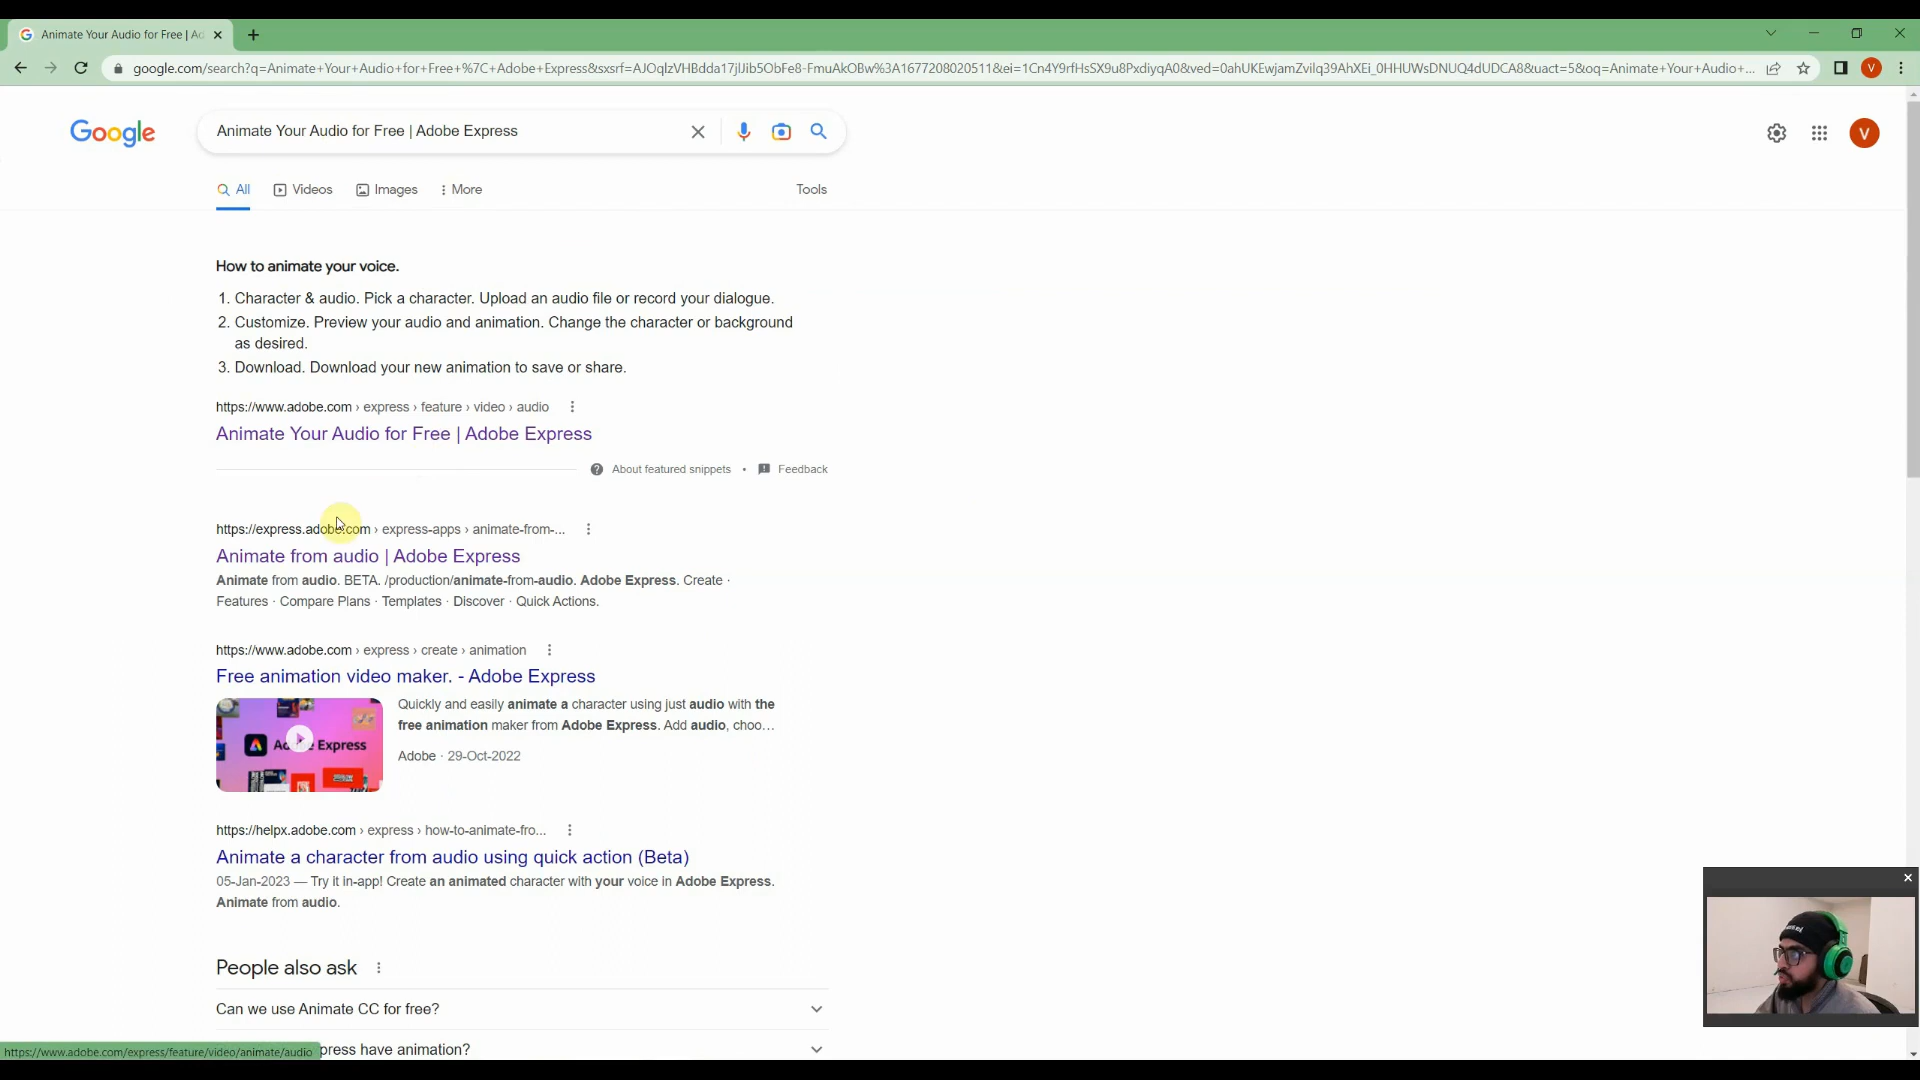 Animate Your Audio for Free | Ad
google.com/search?q=Animate+Your+Audio+for+Free+%7C+Adobe+Express&sxsrf=AJOqlzVHBdda17jlJib5ObFe8-FmuAkOBw%3A1677208020511&ei=1Cn4Y9rfHsSX9u8PxdiyqA0&ved=0ahUKEwjamZvilq39AhXEi_0HHUWsDNUQ4dUDCA8&uact=5&oq=Animate+Your+Audio+...
V
Google
Animate Your Audio for Free | Adobe Express
V
All
Videos
Images
More
Tools
How to animate your voice.
1. Character & audio. Pick a character. Upload an audio file or record your dialogue.
2. Customize. Preview your audio and animation. Change the character or background
as desired.
3. Download. Download your new animation to save or share.
https://www.adobe.com › express › feature › video › audio
Animate Your Audio for Free | Adobe Express
About featured snippets • Feedback
https://express.adobe.com › express-apps › animate-from-...
Animate from audio | Adobe Express
Animate from audio. BETA. /production/animate-from-audio. Adobe Express. Create ·
Features · Compare Plans · Templates · Discover · Quick Actions.
https://www.adobe.com › express › create › animation
Free animation video maker. - Adobe Express
Quickly and easily animate a character using just audio with the
free animation maker from Adobe Express. Add audio, choo...
Adobe · 29-Oct-2022
https://helpx.adobe.com › express › how-to-animate-fro...
Animate a character from audio using quick action (Beta)
05-Jan-2023 — Try it in-app! Create an animated character with your voice in Adobe Express.
Animate from audio.
People also ask
Can we use Animate CC for free?
press have animation?
https://www.adobe.com/express/feature/video/animate/audio